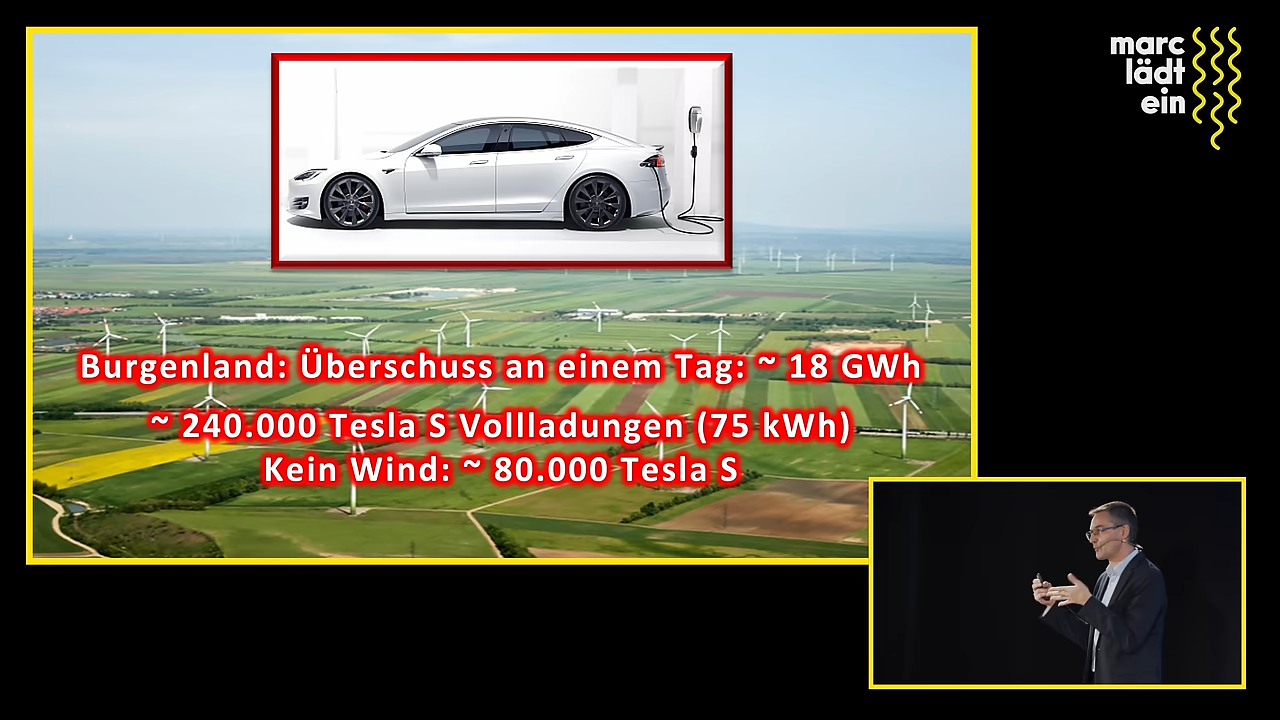 marc
lädt
ein
Burgenland: Überschuss an einem Tag: ~ 18 GWh
~ 240.000 Tesla S Vollladungen (75 kWh)
Kein Wind: ~ 80.000 Tesla S